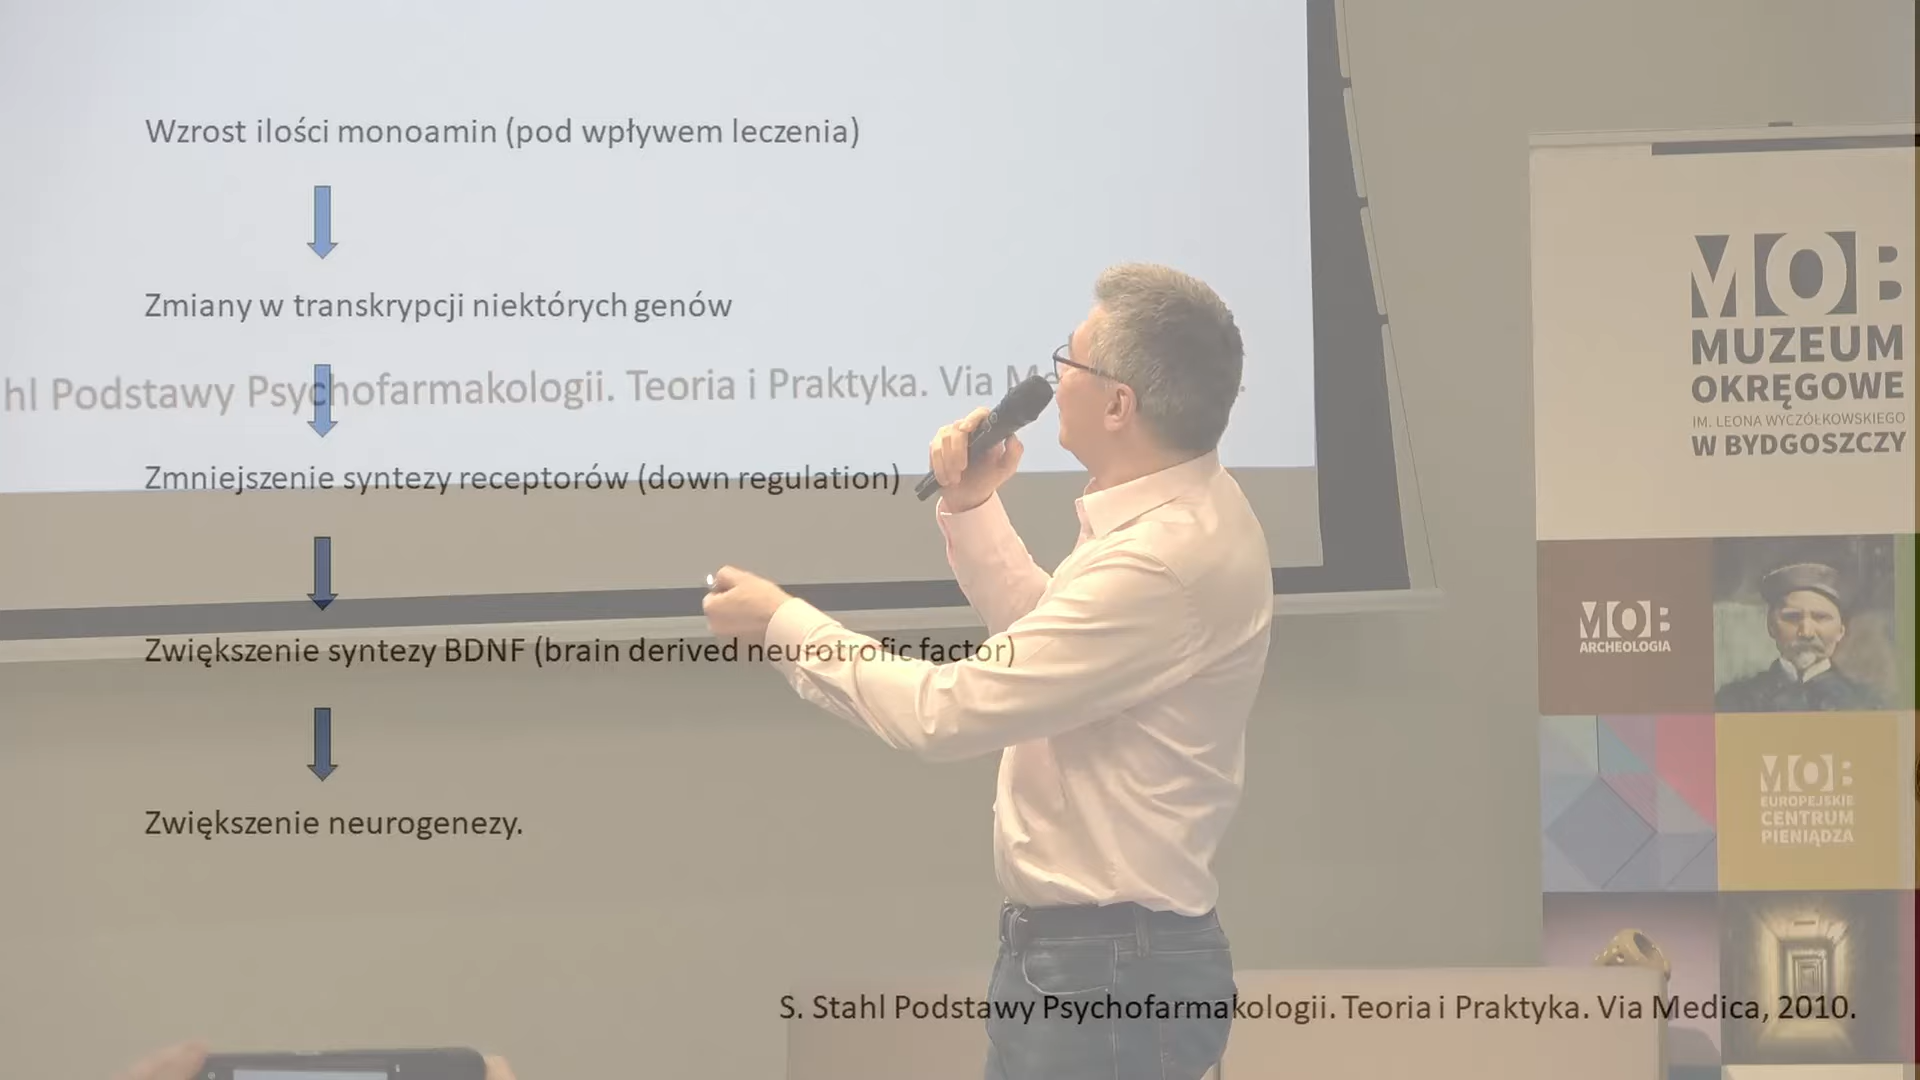 Wzrost ilości monoamin (pod wpływem leczenia)
Zmiany w transkrypcji niektórych genów
hl Podstawy Psychofarmakologii. Teoria i Praktyka. Via
Zmniejszenie syntezy receptorów (down regulation)
Zwiększenie syntezy BDNF (brain derived neurotrofic factor)
Zwiększenie neurogenezy.
S. Stahl Podstawy Psychofarmakologii. Teoria i Praktyka. Via Medica, 2010.
MOB
MUZEUM
OKRĘGOWE
IM. LEONA WYCZÓŁKOWSKIEGO
W BYDGOSZCZY
MOB
ARCHEOLOGIA
MOB
EUROPEJSKIE
CENTRUM
PIENIĄDZA